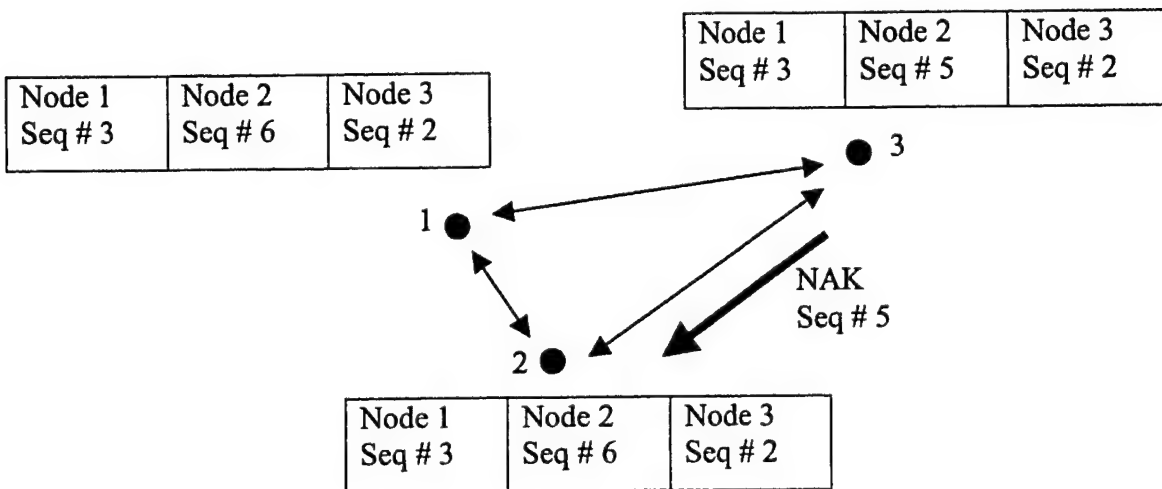 Node 1 Node 2 Node 3
Seq # 3 Seq # 5 Seq # 2
Node 1 Node 2 Node 3
Seq # 3 Seq # 6 Seq # 2
3
1
NAK
Seq # 5
2
Node 1 Node 2 Node 3
Seq # 3 Seq # 6 Seq # 2